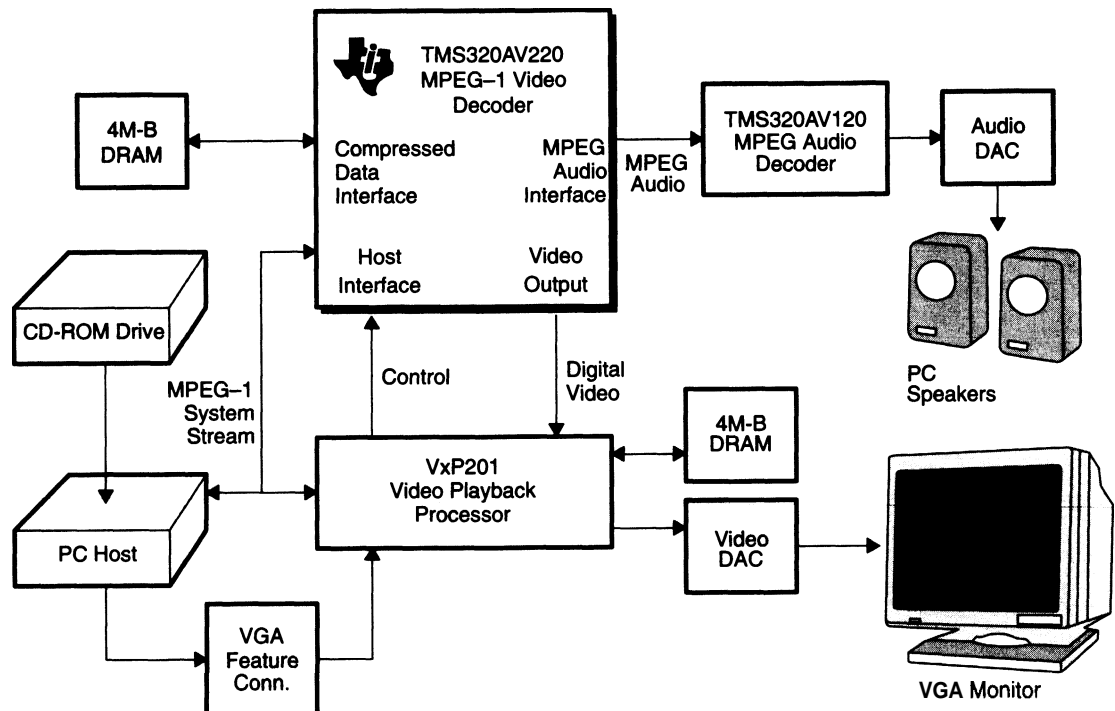 TMS320AV220
MPEG–1 Video
Decoder
4M-B
DRAM
Compressed
Data
Interface
MPEG
Audio
Interface
MPEG
Audio
TMS320AV120
MPEG Audio
Decoder
Audio
DAC
Host
Interface
Video
Output
CD-ROM Drive
MPEG–1
System
Stream
Control
Digital
Video
PC
Speakers
4M-B
DRAM
VxP201
Video Playback
Processor
PC Host
Video
DAC
VGA
Feature
Conn.
VGA Monitor